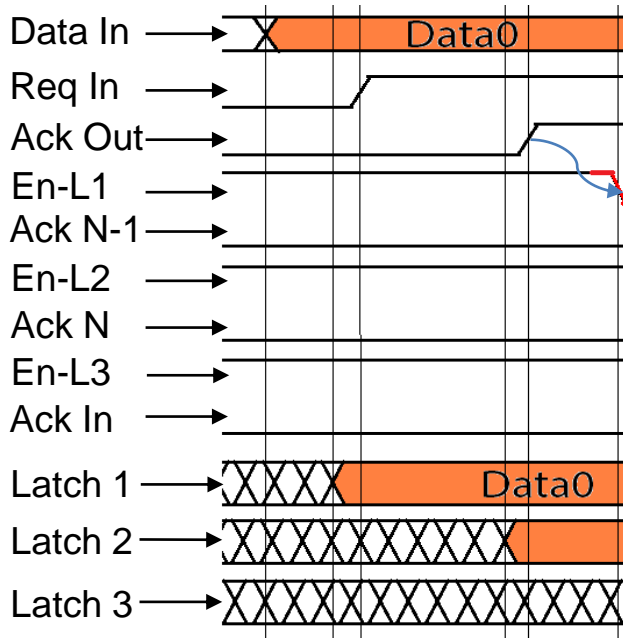 Data In
Data0
Req In
Ack Out
En-L1
Ack N-1
En-L2
Ack N
En-L3
Ack In
Latch 1
Data0
Latch 2
Latch 3